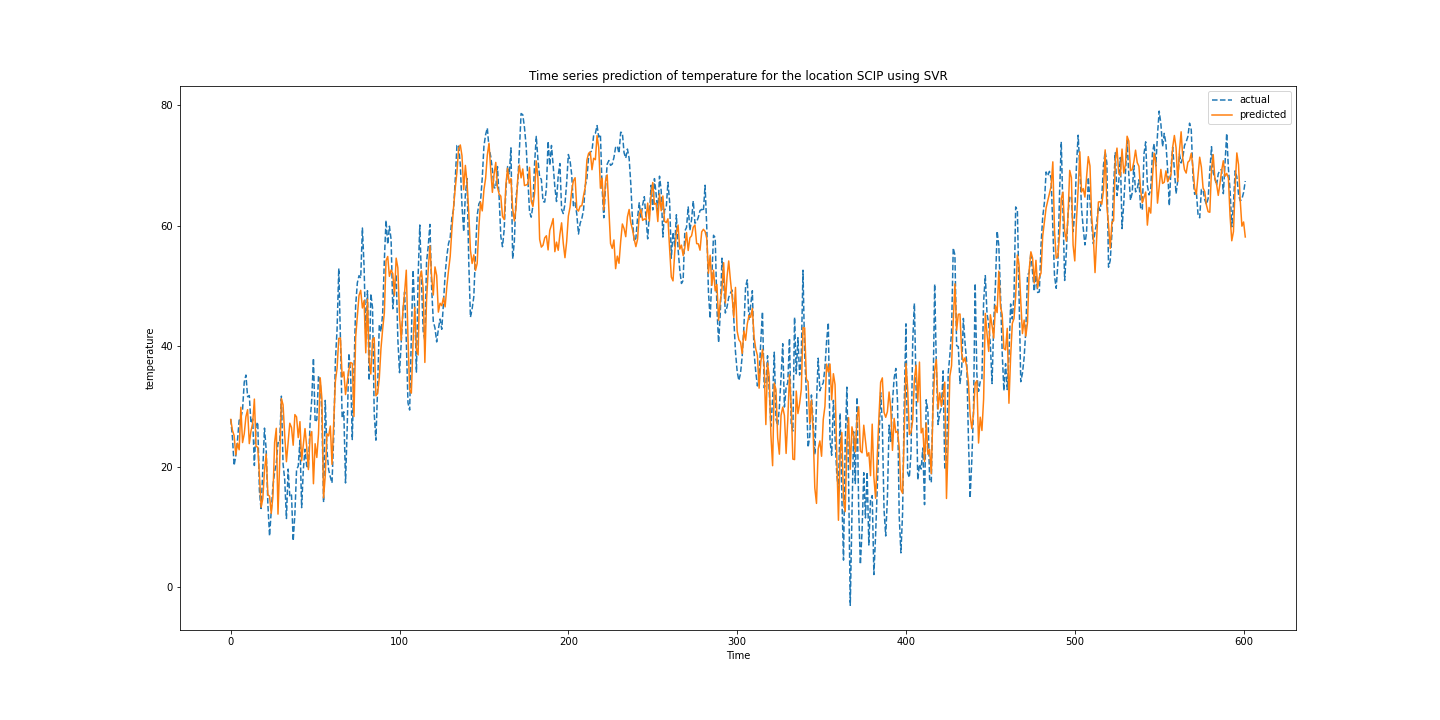 Time series prediction of temperature for the location SCIP using SVR
actual
predicted
80
60
40
20
0
temperature
0 100 200 300 400 500 600
Time